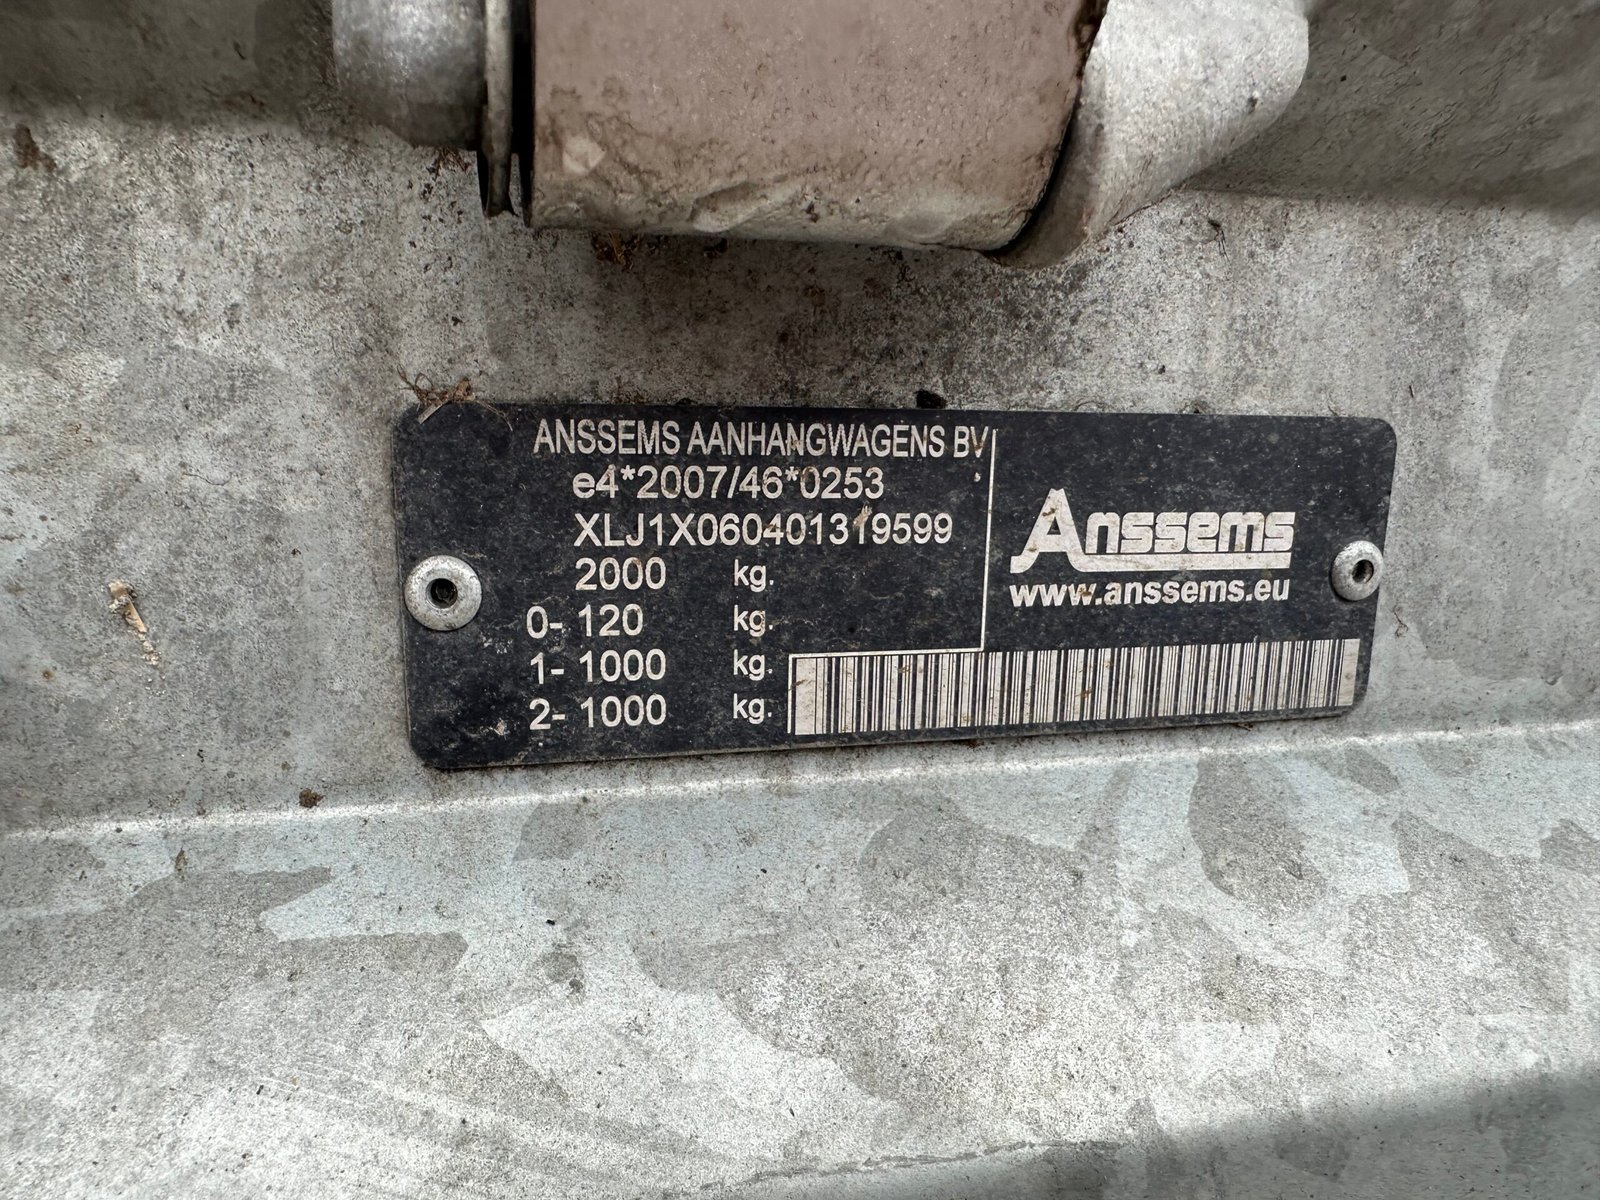 ANSSEMS AANHANGWAGENS BV
e4*2007/46*0253
XLJ1X060401319599
2000 kg.
0- 120 kg.
1- 1000 kg.
2- 1000 kg.
Anssems
www.anssems.eu